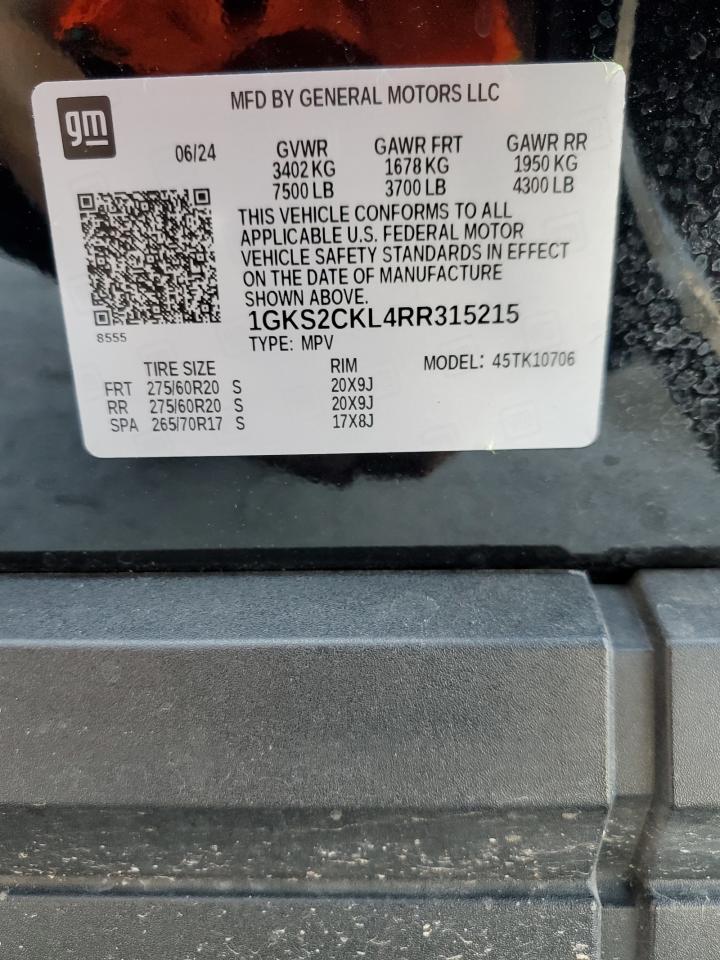 gm
MFD BY GENERAL MOTORS LLC
06/24 GVWR GAWR FRT GAWR RR
3402 KG 1678 KG 1950 KG
7500 LB 3700 LB 4300 LB
THIS VEHICLE CONFORMS TO ALL
APPLICABLE U.S. FEDERAL MOTOR
VEHICLE SAFETY STANDARDS IN EFFECT
ON THE DATE OF MANUFACTURE
SHOWN ABOVE.
1GKS2CKL4RR315215
8555
TYPE: MPV MODEL: 45TK10706
TIRE SIZE RIM
FRT 275/60R20 S 20X9J
RR 275/60R20 S 20X9J
SPA 265/70R17 S 17X8J